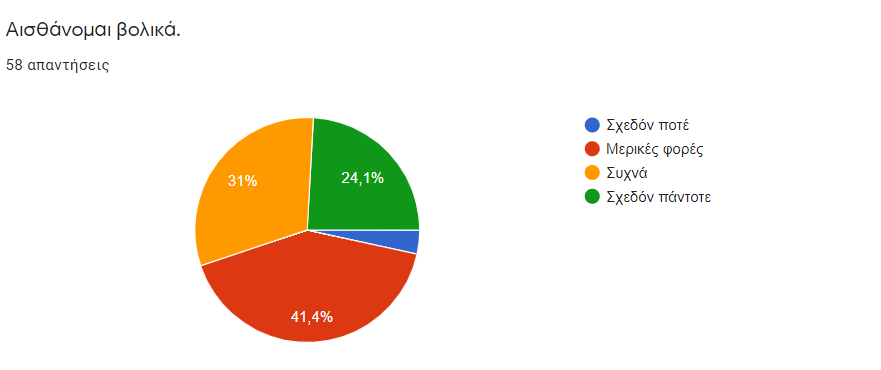 Αισθάνομαι βολικά.
58 απαντήσεις
31%
24,1%
41,4%
Σχεδόν ποτέ
Μερικές φορές
Συχνά
Σχεδόν πάντοτε